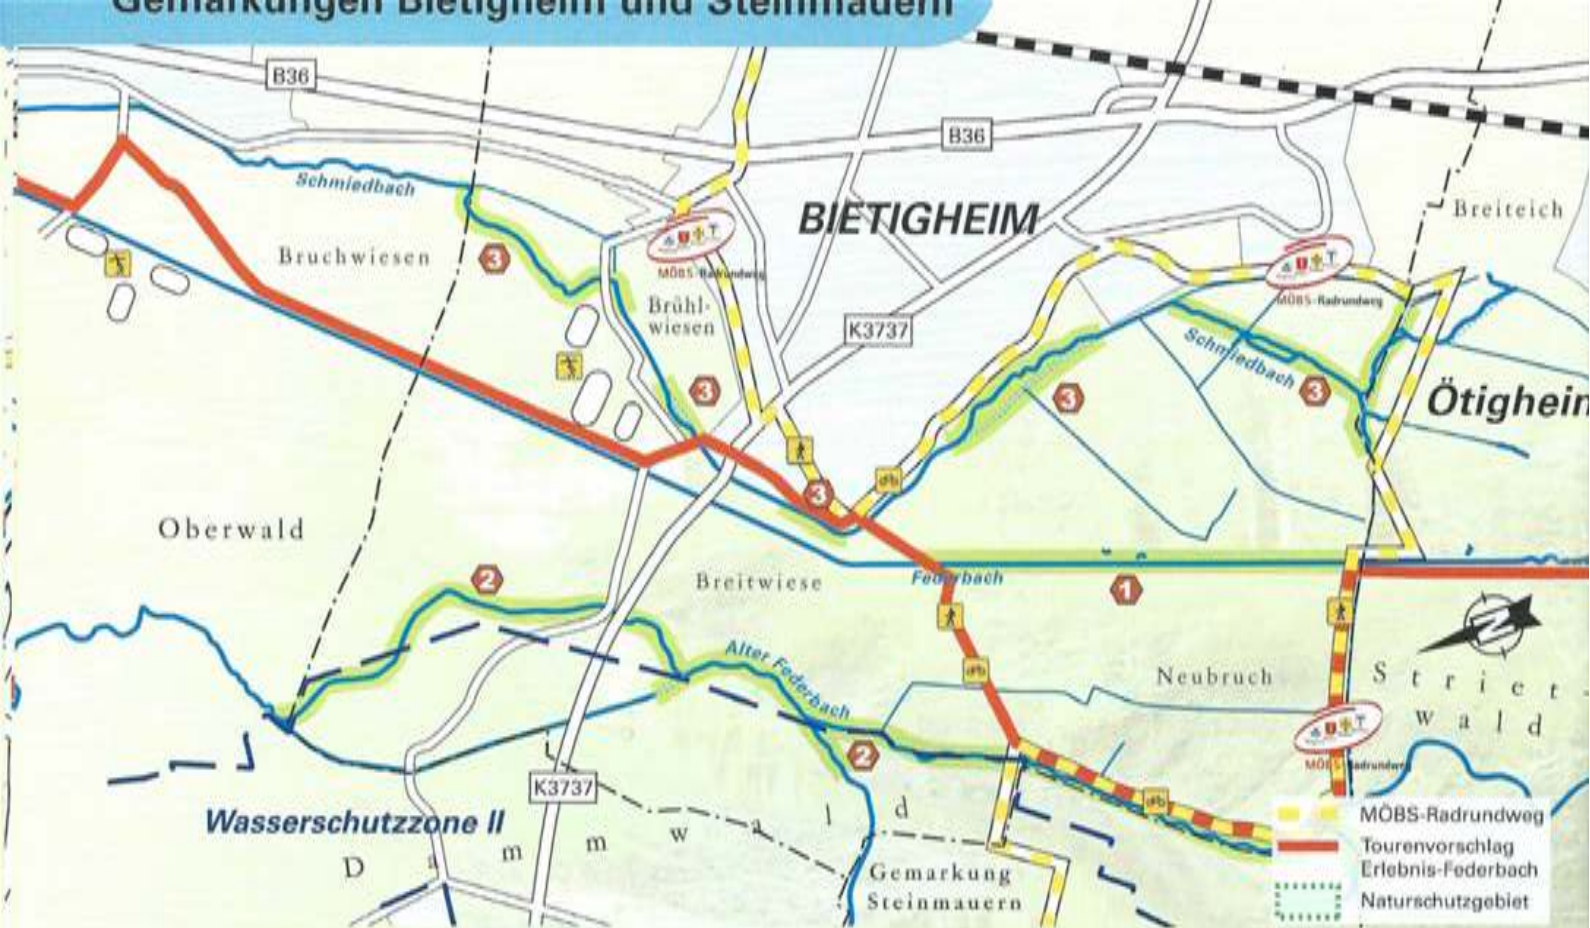 Gemarkungen Bietigheim und Steinmauern
B36
B36
Schmiedbach
BIETIGHEIM
Breiteich
Bruchwiesen
3
MÖBS-Radrundweg
MÖBS-Radrundweg
Brühl-
wiesen
K3737
Schmiedbach
3
3
3
Ötigheim
3
Oberwald
2
Breitwiese
Federbach
1
N
Alter Federbach
Neubruch
Striet-
wald
2
MÖBS-Radrundweg
K3737
Wasserschutzzone II
Dammwald
Gemarkung
Steinmauern
MÖBS-Radrundweg
Tourenvorschlag
Erlebnis-Federbach
Naturschutzgebiet